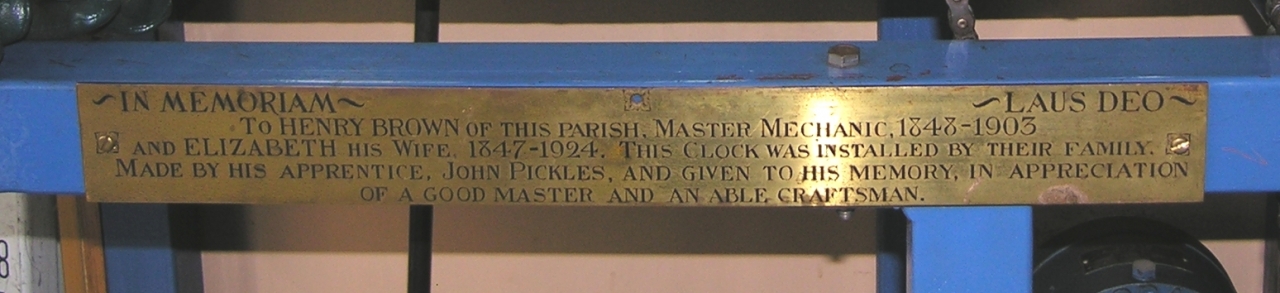 ~IN MEMORIAM~ ~LAUS DEO~
TO HENRY BROWN OF THIS PARISH, MASTER MECHANIC, 1848-1903
AND ELIZABETH HIS WIFE, 1847-1924. THIS CLOCK WAS INSTALLED BY THEIR FAMILY.
MADE BY HIS APPRENTICE, JOHN PICKLES, AND GIVEN TO HIS MEMORY, IN APPRECIATION
OF A GOOD MASTER AND AN ABLE CRAFTSMAN.
8